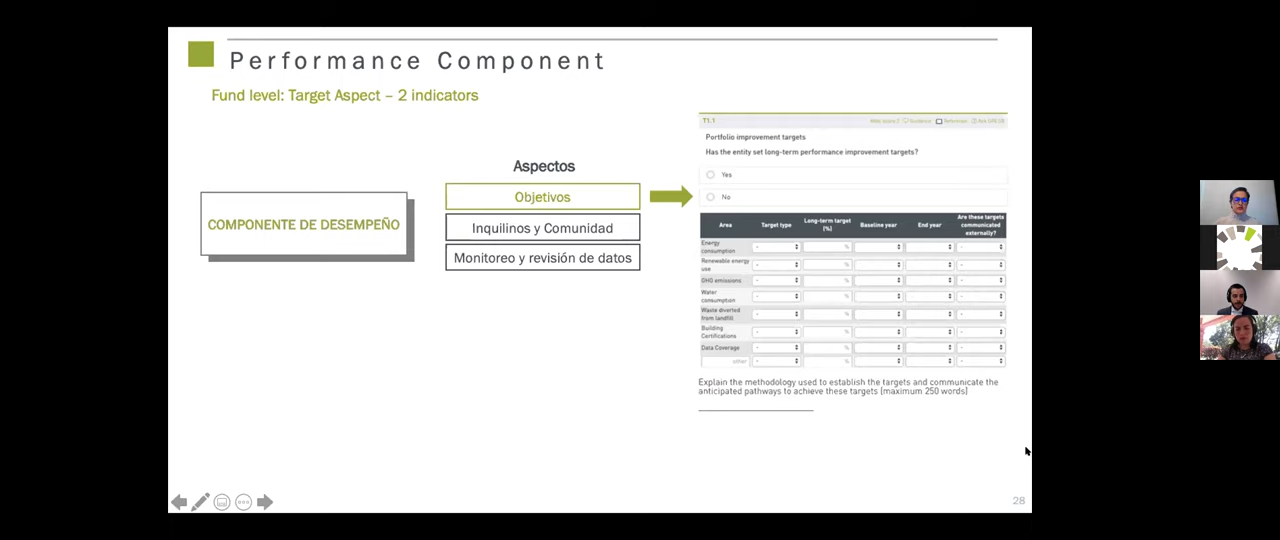 Performance Component
Fund level: Target Aspect – 2 indicators
COMPONENTE DE DESEMPEÑO
Aspectos
Objetivos
Inquilinos y Comunidad
Monitoreo y revisión de datos
T1.1
Guidance
Portfolio improvement targets
Has the entity set long-term performance improvement targets?
Yes
No
Area Target type Long-term target (%) Baseline year End year Are these targets communicated externally?
Energy consumption - % -
Renewable energy use - % -
GHG emissions - % -
Water consumption - % -
Waste diverted from landfill - % -
Building Certifications - % -
Data Coverage - % -
other - % -
Explain the methodology used to establish the targets and communicate the
anticipated pathways to achieve these targets [maximum 250 words]
28